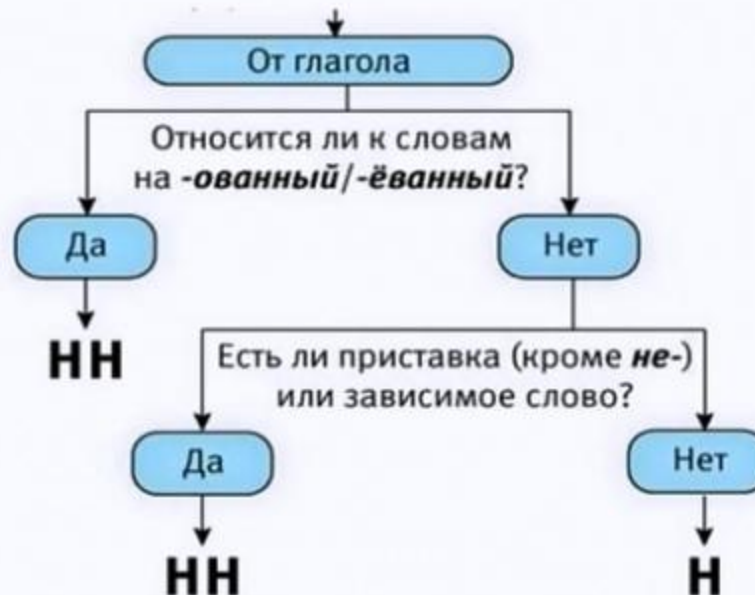 От глагола
Относится ли к словам
на -ованный/-ёванный?
Да
Нет
НН
Есть ли приставка (кроме не-)
или зависимое слово?
Да
Нет
НН
Н